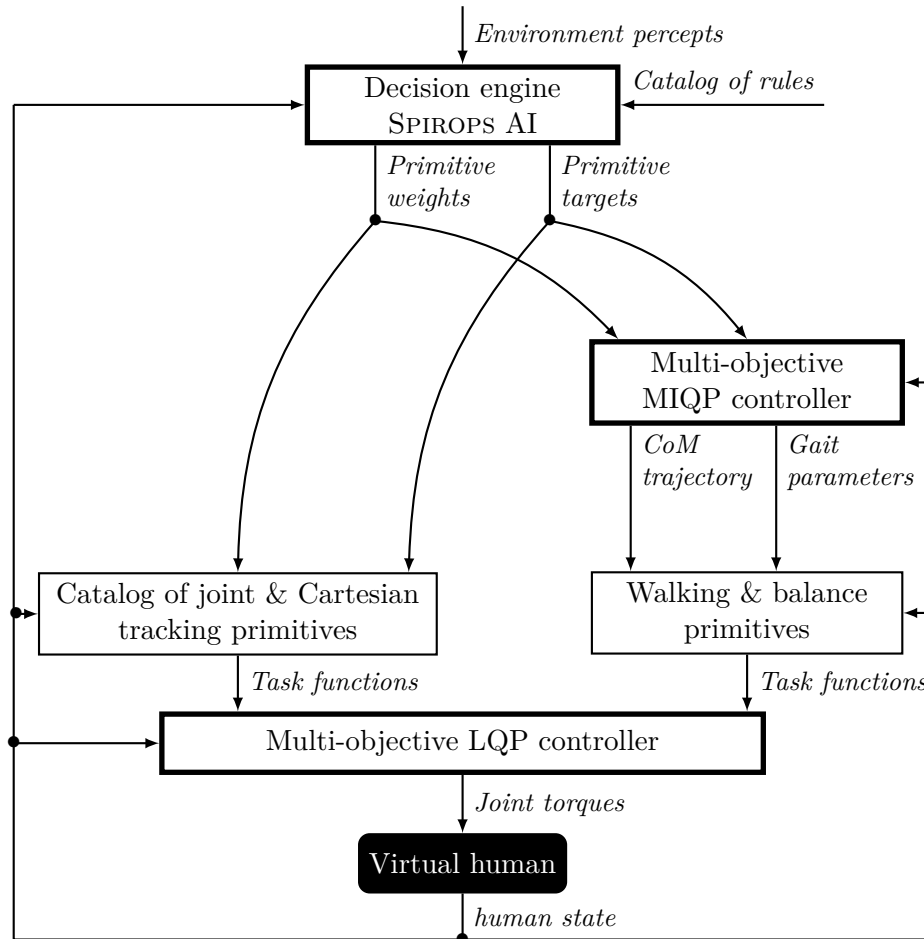 Environment percepts
Decision engine
SPIROPS AI
Catalog of rules
Primitive
weights
Primitive
targets
Multi-objective
MIQP controller
CoM
trajectory
Gait
parameters
Catalog of joint & Cartesian
tracking primitives
Walking & balance
primitives
Task functions
Task functions
Multi-objective LQP controller
Joint torques
Virtual human
human state